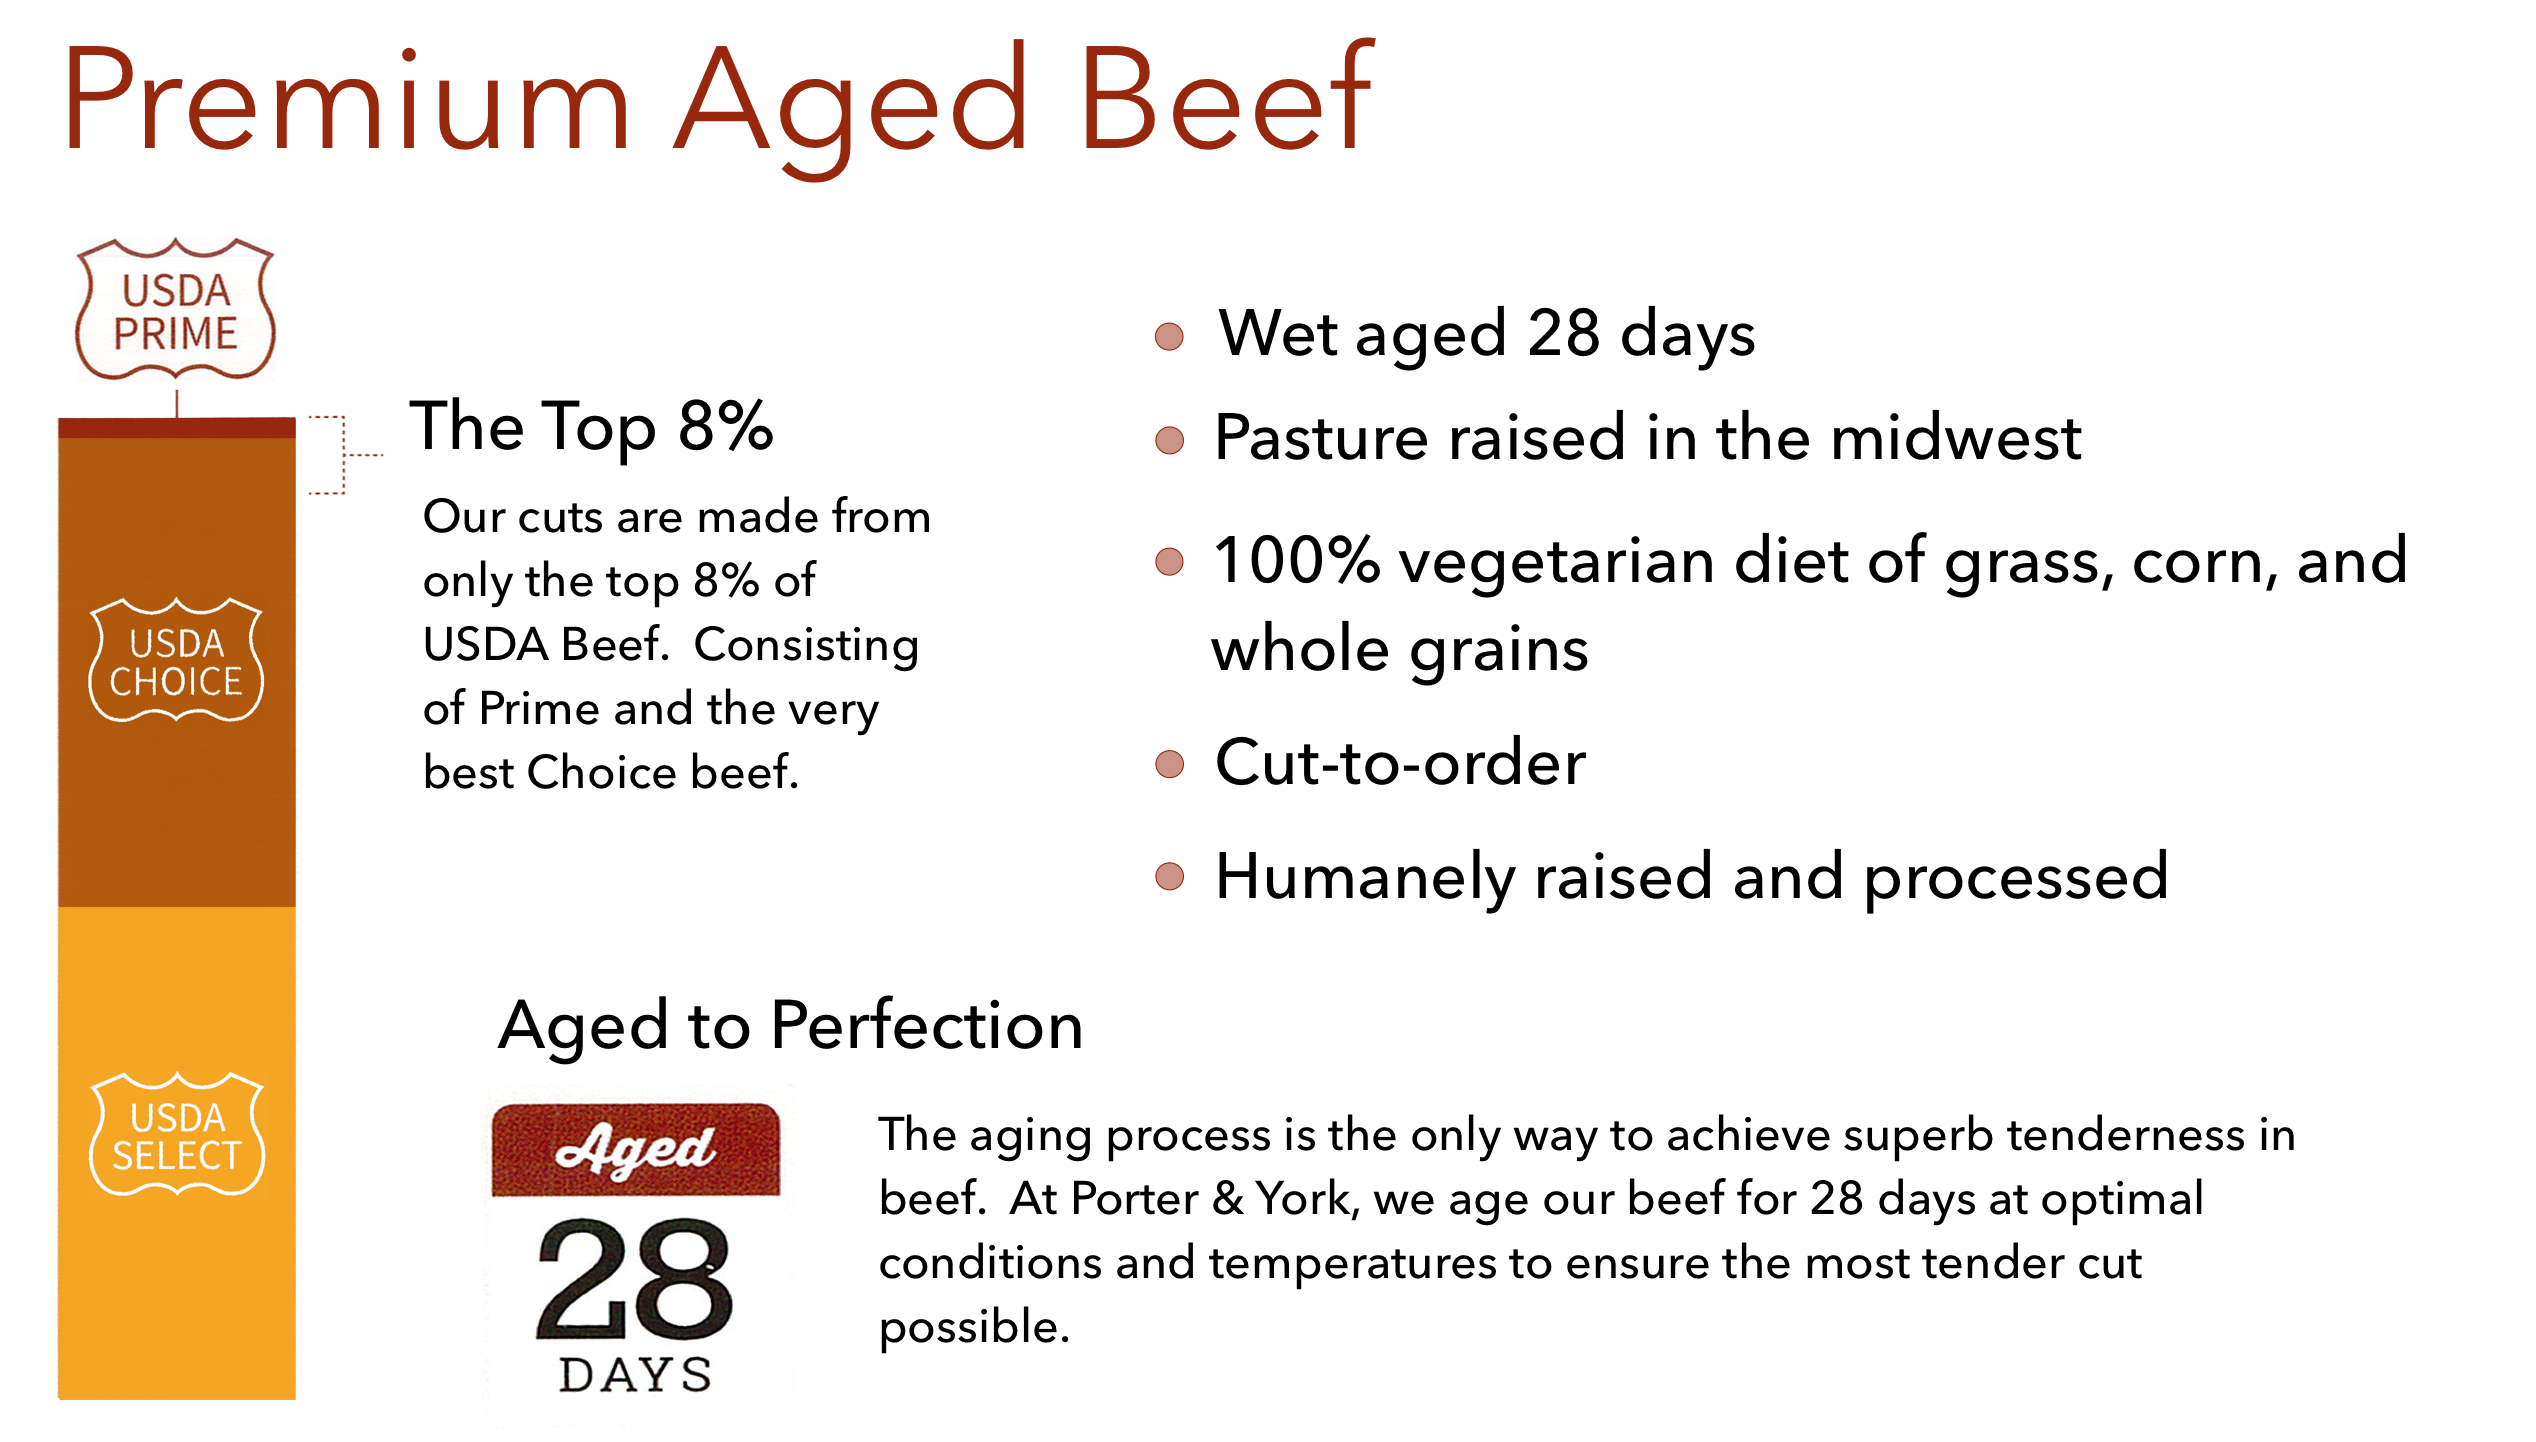 Premium Aged Beef
USDA
PRIME
The Top 8%
Our cuts are made from
only the top 8% of
USDA Beef.  Consisting
of Prime and the very
best Choice beef.
USDA
CHOICE
USDA
SELECT
Wet aged 28 days
Pasture raised in the midwest
100% vegetarian diet of grass, corn, and
whole grains
Cut-to-order
Humanely raised and processed
Aged to Perfection
Aged
28
DAYS
The aging process is the only way to achieve superb tenderness in
beef.  At Porter & York, we age our beef for 28 days at optimal
conditions and temperatures to ensure the most tender cut
possible.